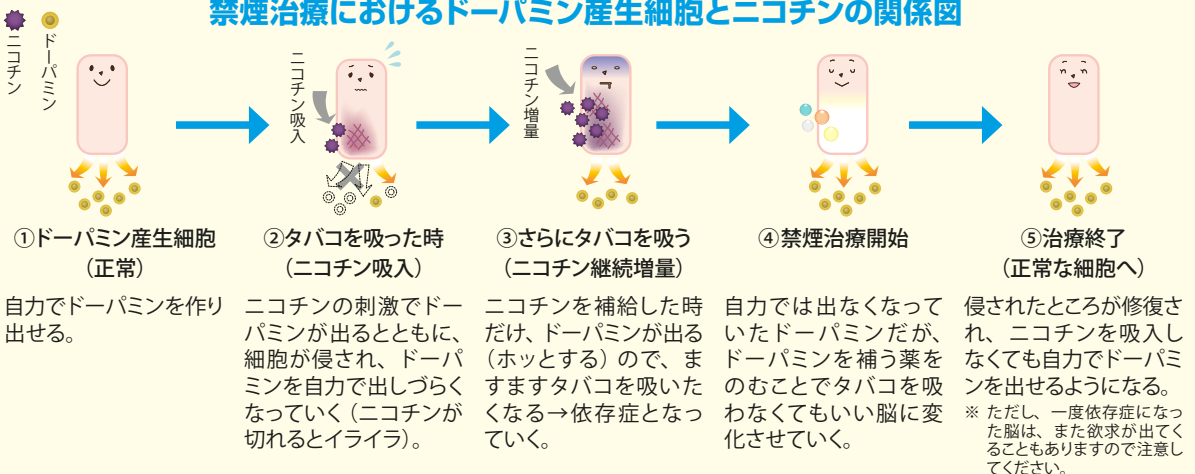 禁煙治療におけるドーパミン産生細胞とニコチンの関係図
ニコチン
ドーパミン
ニコチン吸入
ニコチン増量
①ドーパミン産生細胞
（正常）
自力でドーパミンを作り
出せる。
②タバコを吸った時
（ニコチン吸入）
ニコチンの刺激でドー
パミンが出るとともに、
細胞が侵され、ドーパ
ミンを自力で出しづらく
なっていく（ニコチンが
切れるとイライラ）。
③さらにタバコを吸う
（ニコチン継続増量）
ニコチンを補給した時
だけ、ドーパミンが出る
（ホッとする）ので、ま
すますタバコを吸いた
くなる→依存症となっ
ていく。
④禁煙治療開始
自力では出なくなって
いたドーパミンだが、
ドーパミンを補う薬を
のむことでタバコを吸
わなくてもいい脳に変
化させていく。
⑤治療終了
（正常な細胞へ）
侵されたところが修復さ
れ、ニコチンを吸入し
なくても自力でドーパミ
ンを出せるようになる。
※ ただし、一度依存症になっ
た脳は、また欲求が出てく
ることもありますので注意し
てください。